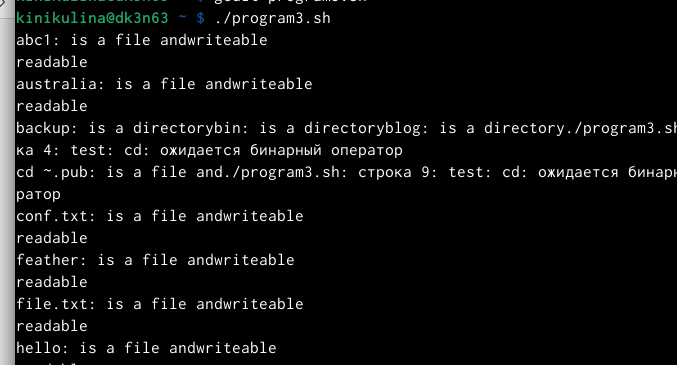 kinikulina@dk3n63 ~ $ ./program3.sh
abc1: is a file andwriteable
readable
australia: is a file andwriteable
readable
backup: is a directorybin: is a directoryblog: is a directory./program3.sh
ка 4: test: cd: ожидается бинарный оператор
cd ~.pub: is a file and./program3.sh: строка 9: test: cd: ожидается бинарн
ратор
conf.txt: is a file andwriteable
readable
feather: is a file andwriteable
readable
file.txt: is a file andwriteable
readable
hello: is a file andwriteable